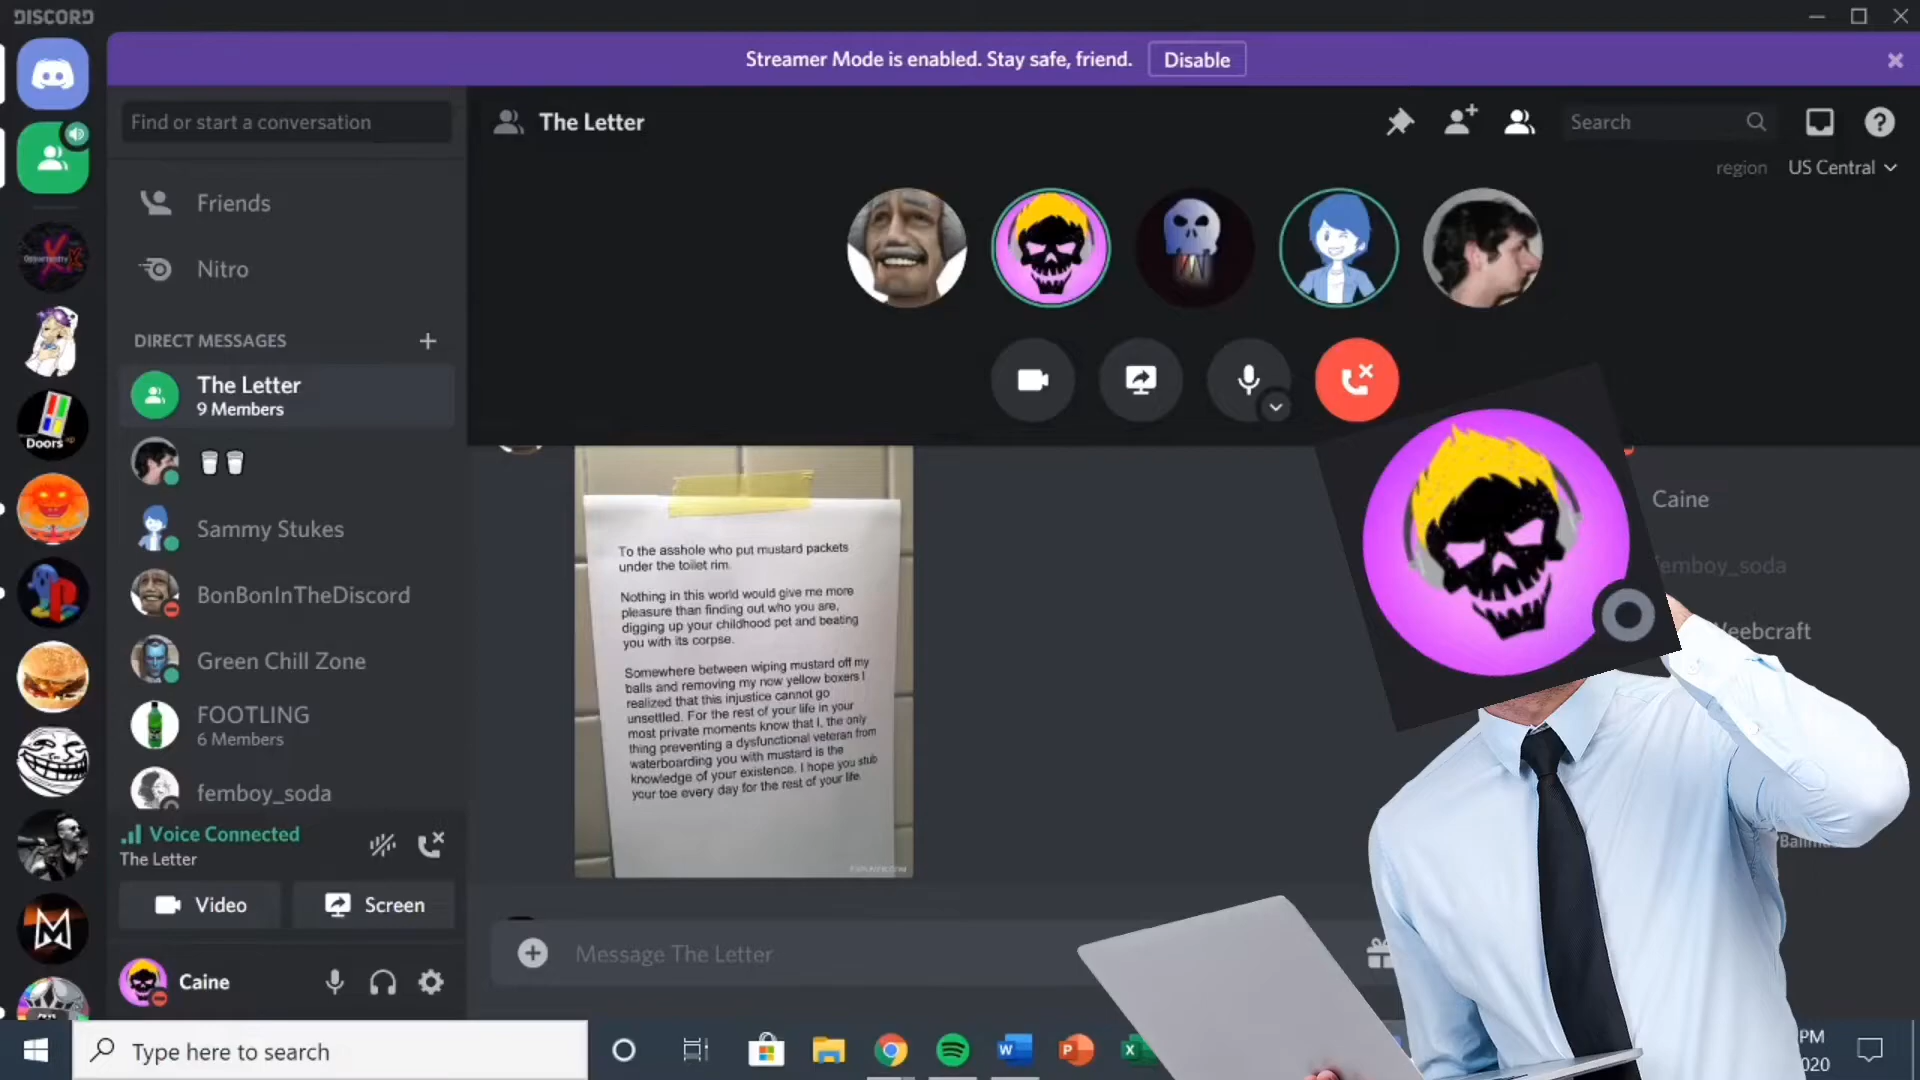 DISCORD
Streamer Mode is enabled. Stay safe, friend.
Disable
Find or start a conversation
The Letter
Search
region
US Central
Friends
Nitro
DIRECT MESSAGES
The Letter
9 Members
Sammy Stukes
BonBonInTheDiscord
Green Chill Zone
FOOTLING
6 Members
femboy_soda
Voice Connected
The Letter
Video
Screen
Caine
Doors
To the asshole who put mustard packets
under the toilet rim.
Nothing in this world would give me more
pleasure than finding out who you are,
digging up your childhood pet and beating
you with its corpse.
Somewhere between wiping mustard off my
balls and removing my now yellow boxers I
realized that this injustice cannot go
unsettled. For the rest of your life in your
most private moments know that I, the only
thing preventing a dysfunctional veteran from
waterboarding you with mustard is the
knowledge of your existence. I hope you stub
your toe every day for the rest of your life.
Message The Letter
Caine
femboy_soda
Weebcraft
Type here to search
PM
020